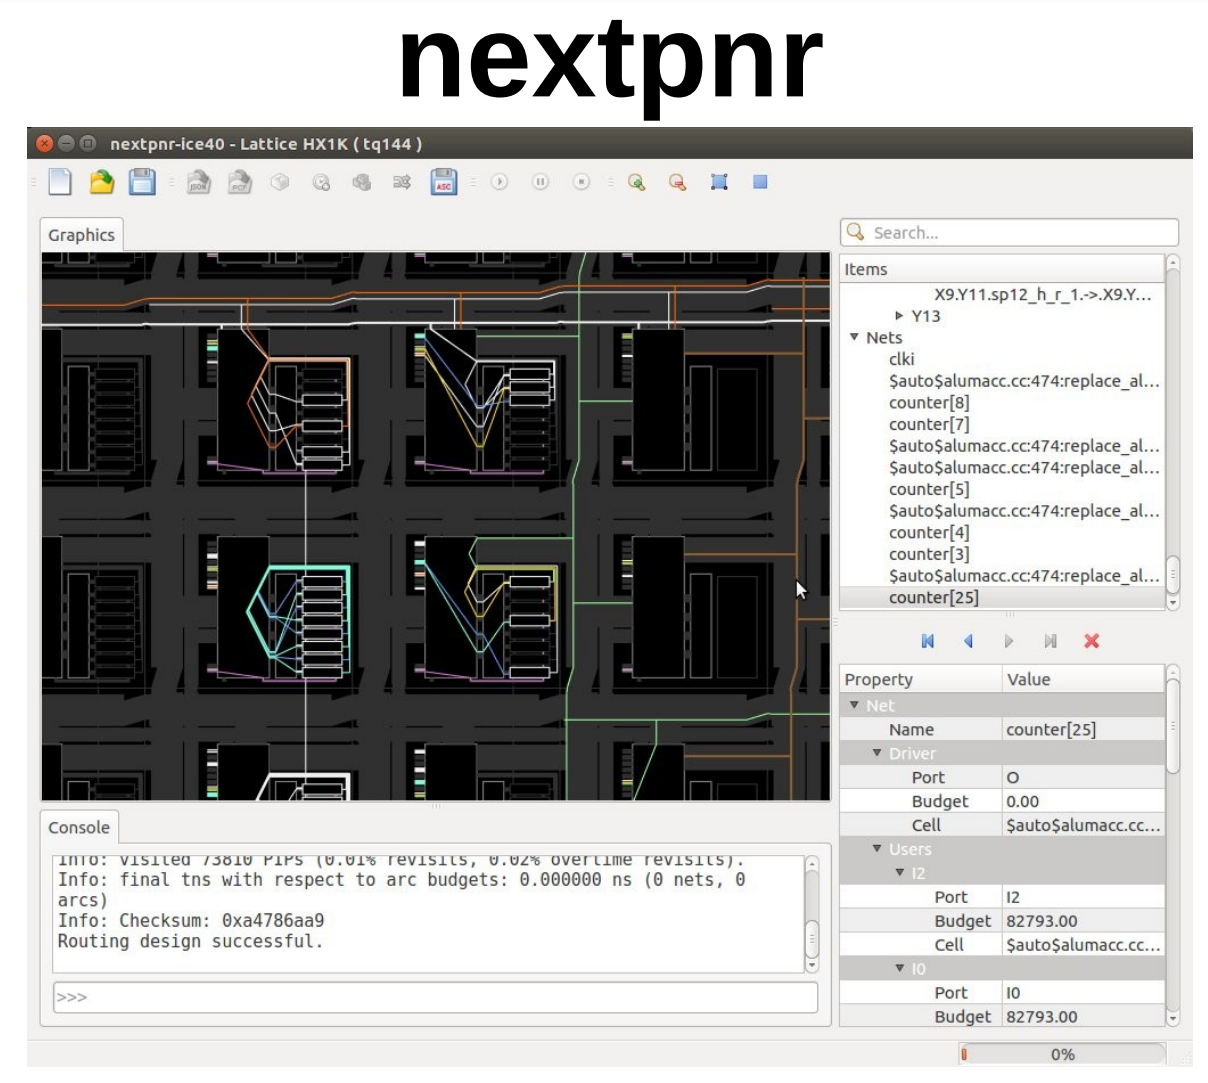 nextpnr
nextpnr-ice40 - Lattice HX1K ( tq144 )
JSON
PCF
ASC
Graphics
Search...
Items
X9.Y11.sp12_h_r_1.->.X9.Y...
Y13
Nets
clki
$auto$alumacc.cc:474:replace_al...
counter[8]
counter[7]
$auto$alumacc.cc:474:replace_al...
$auto$alumacc.cc:474:replace_al...
counter[5]
$auto$alumacc.cc:474:replace_al...
counter[4]
counter[3]
$auto$alumacc.cc:474:replace_al...
counter[25]
Property Value
Net
Name counter[25]
Driver
Port O
Budget 0.00
Cell $auto$alumacc.cc...
Users
I2
Port I2
Budget 82793.00
Cell $auto$alumacc.cc...
I0
Port I0
Budget 82793.00
Console
Info: Visited 73810 PIPs (0.01% revisits, 0.02% overtime revisits).
Info: final tns with respect to arc budgets: 0.000000 ns (0 nets, 0
arcs)
Info: Checksum: 0xa4786aa9
Routing design successful.
>>>
0%